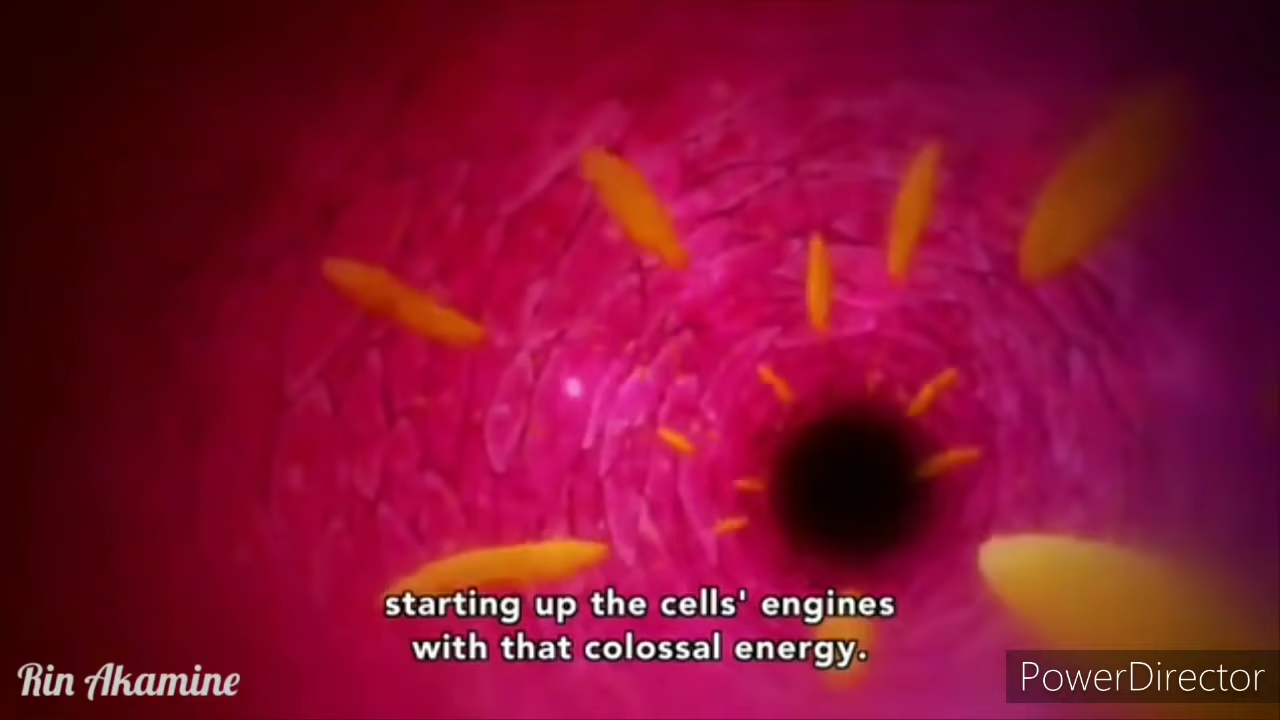 starting up the cells' engines
with that colossal energy.
Rin Akamine
PowerDirector